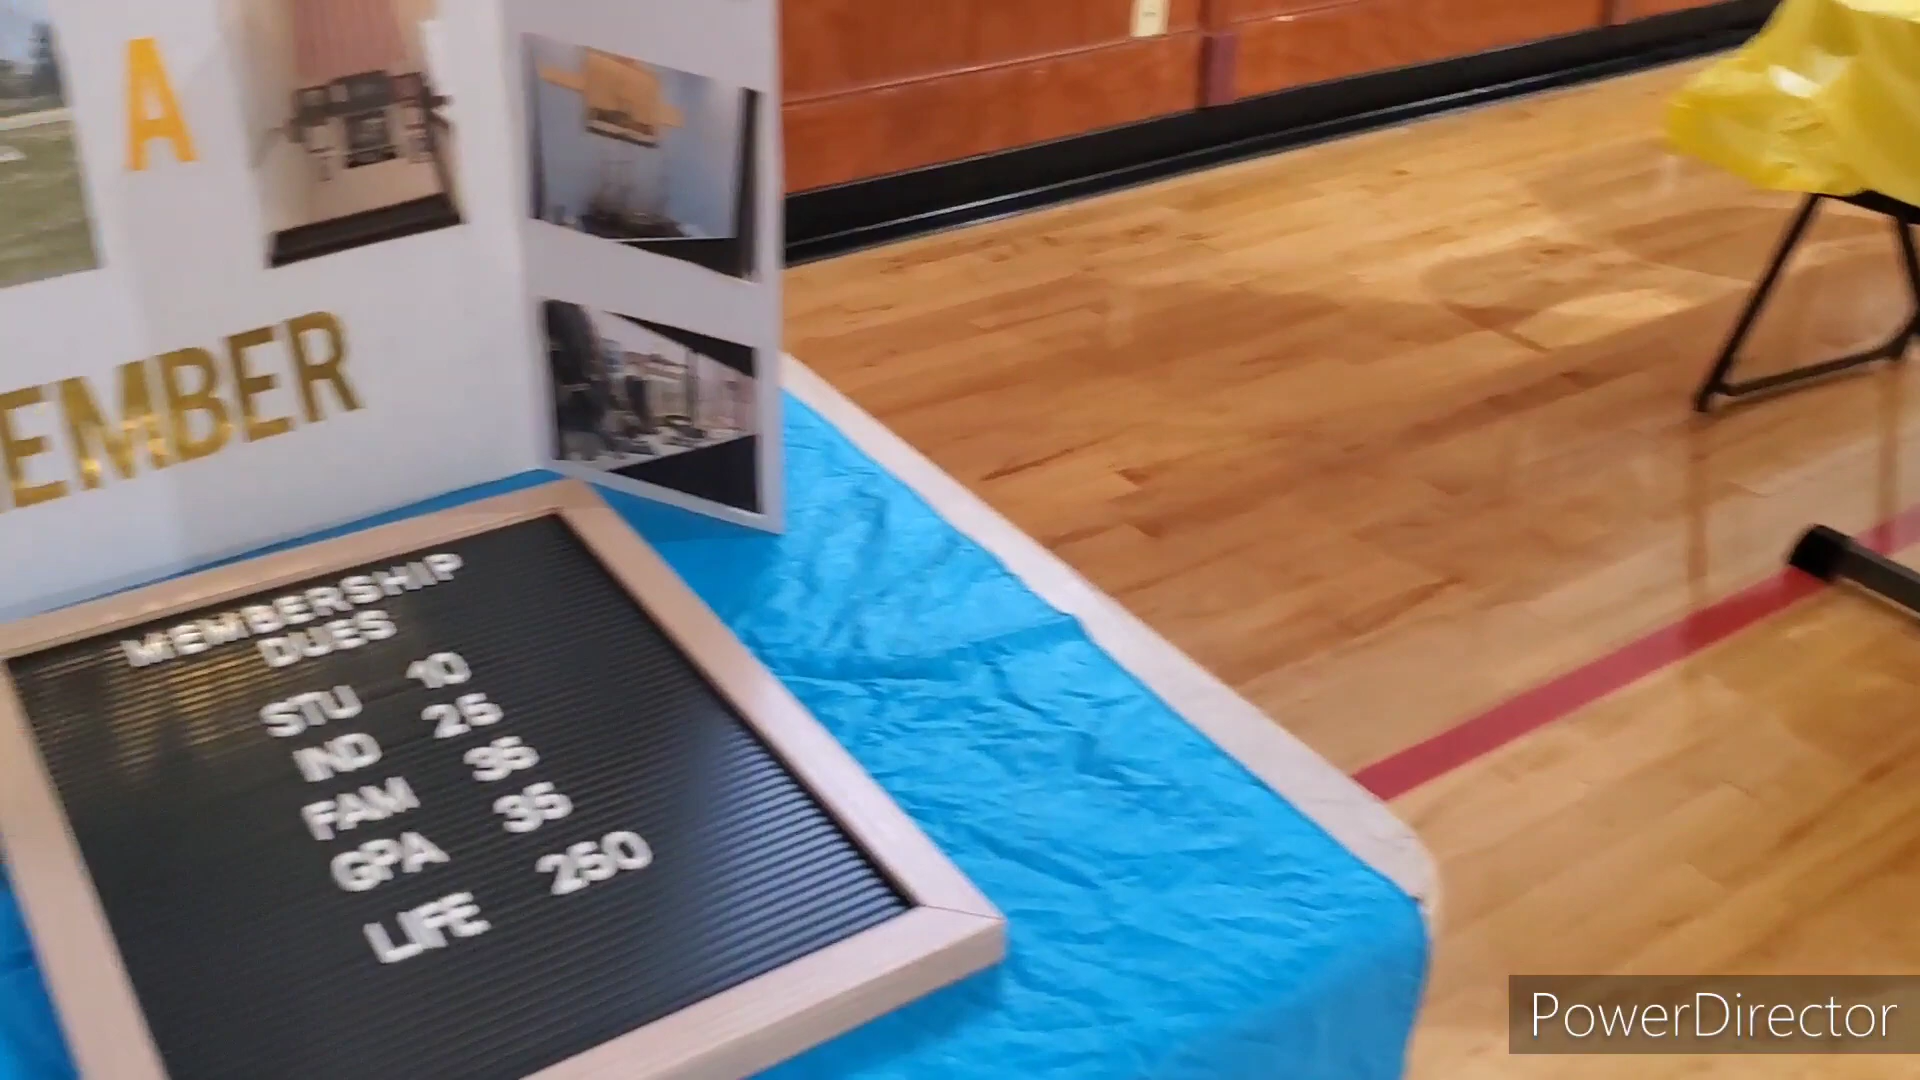 A
EMBER
MEMBERSHIP
DUES
STU 10
IND 25
FAM 35
GPA 35
LIFE 250
PowerDirector